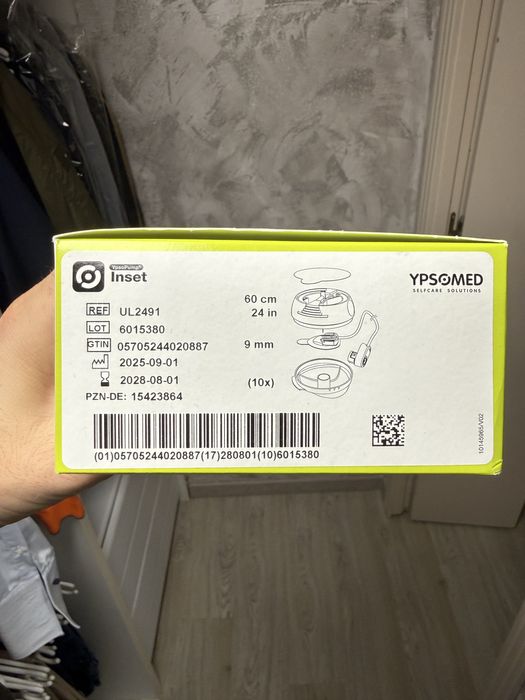 YpsoPump®
Inset
YPSOMED
SELFCARE SOLUTIONS
60 cm
24 in
REF UL2491
LOT 6015380
GTIN 05705244020887
9 mm
2025-09-01
2028-08-01
(10x)
PZN-DE: 15423864
(01)05705244020887(17)280801(10)6015380
10145965/V02